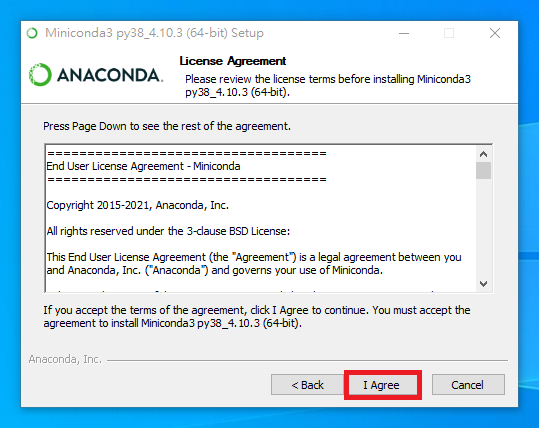 Miniconda3 py38_4.10.3 (64-bit) Setup
ANACONDA.
License Agreement
Please review the license terms before installing Miniconda3
py38_4.10.3 (64-bit).
Press Page Down to see the rest of the agreement.
===================================
End User License Agreement - Miniconda
===================================
Copyright 2015-2021, Anaconda, Inc.
All rights reserved under the 3-clause BSD License:
This End User License Agreement (the "Agreement") is a legal agreement between you
and Anaconda, Inc. ("Anaconda") and governs your use of Miniconda.
If you accept the terms of the agreement, click I Agree to continue. You must accept the
agreement to install Miniconda3 py38_4.10.3 (64-bit).
Anaconda, Inc.
< Back
I Agree
Cancel